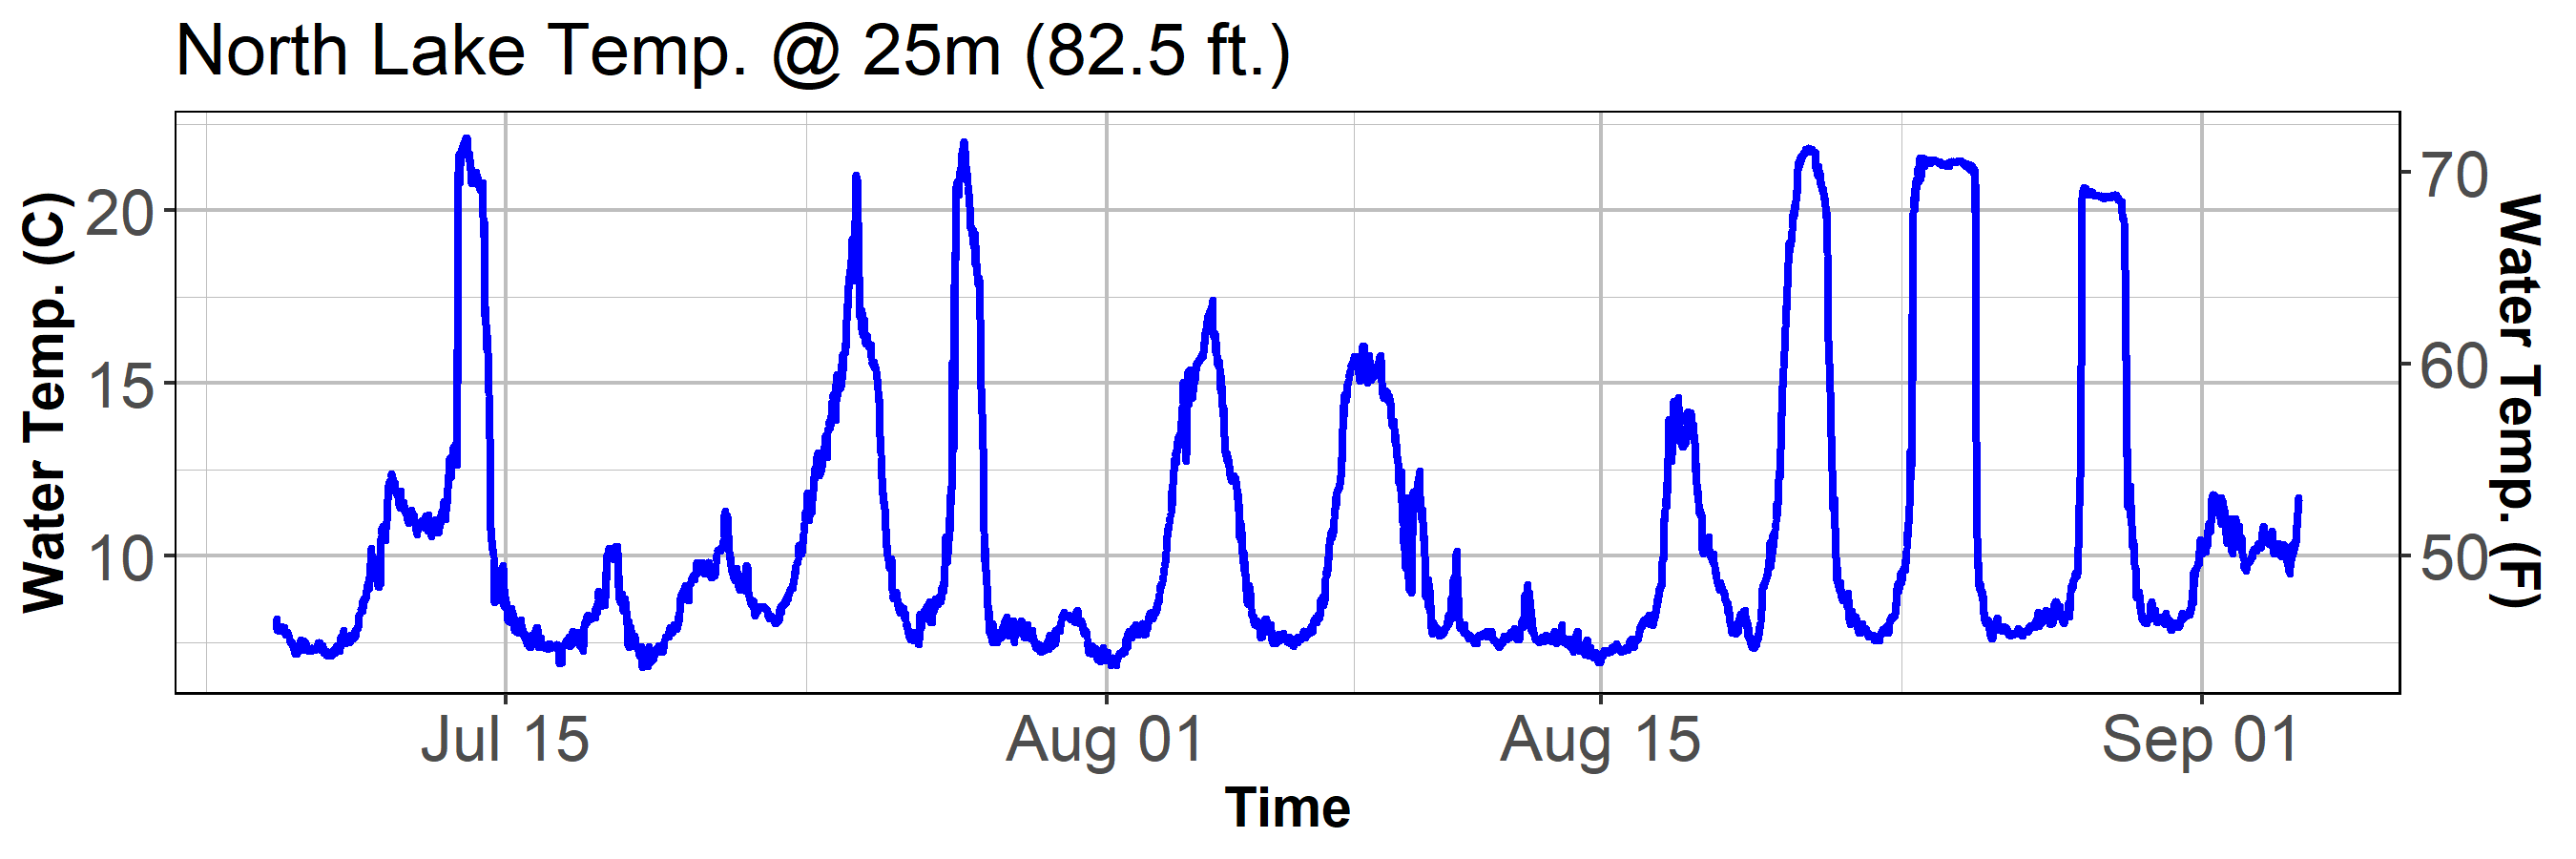 North Lake Temp. @ 25m (82.5 ft.)
Water Temp. (C)
20
15
10
70
60
50
Water Temp. (F)
Jul 15
Aug 01
Aug 15
Sep 01
Time